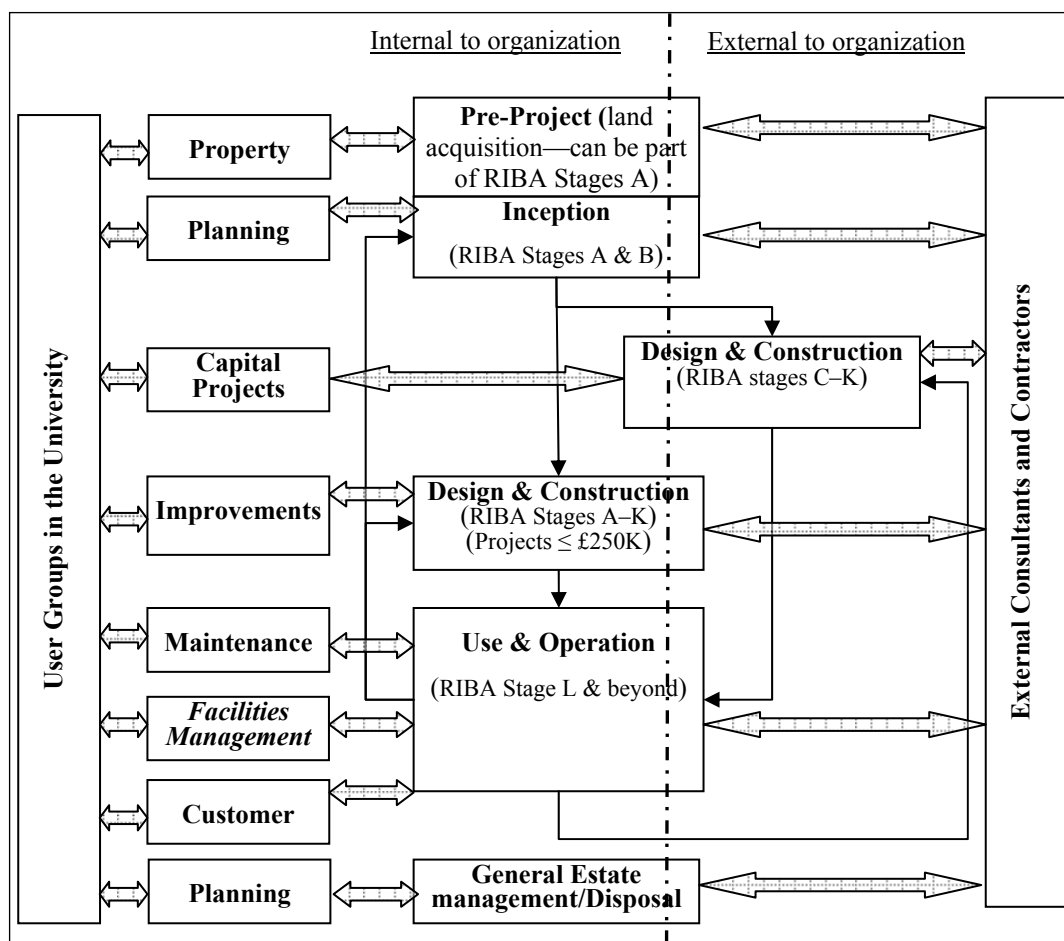 Internal to organization
External to organization
User Groups in the University
Property
Planning
Capital
Projects
Improvements
Maintenance
Facilities
Management
Customer
Planning
Pre-Project (land
acquisition—can be part
of RIBA Stages A)
Inception
(RIBA Stages A & B)
Design & Construction
(RIBA stages C–K)
Design & Construction
(RIBA Stages A–K)
(Projects ≤ £250K)
Use & Operation
(RIBA Stage L & beyond)
General Estate
management/Disposal
External Consultants and Contractors